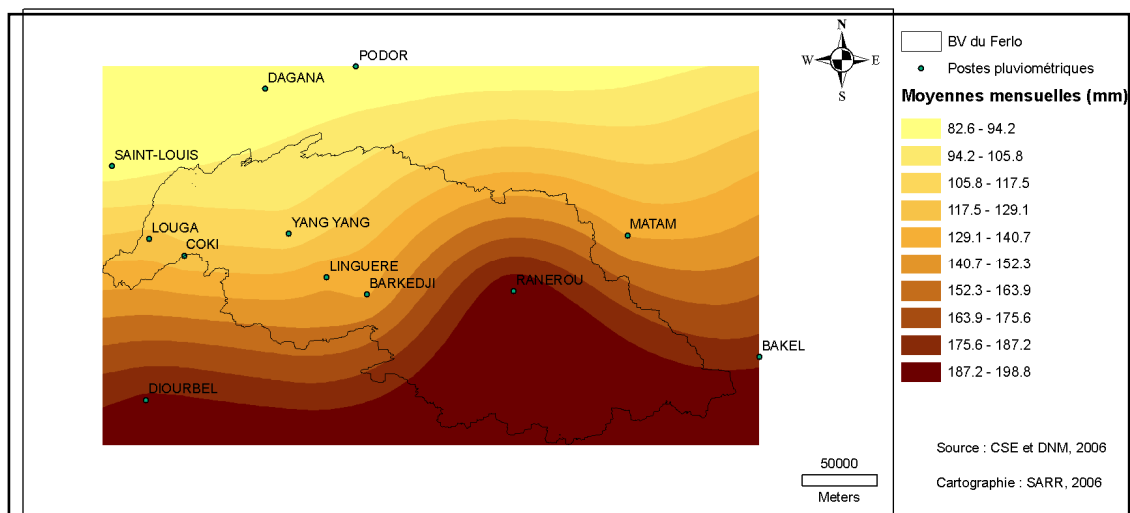 N
W
E
S
PODOR
DAGANA
SAINT-LOUIS
LOUGA
COKI
YANG YANG
LINGUERE
BARKEDJI
MATAM
RANEROU
BAKEL
DIOURBEL
50000
Meters
BV du Ferlo
Postes pluviométriques
Moyennes mensuelles (mm)
82.6 - 94.2
94.2 - 105.8
105.8 - 117.5
117.5 - 129.1
129.1 - 140.7
140.7 - 152.3
152.3 - 163.9
163.9 - 175.6
175.6 - 187.2
187.2 - 198.8
Source : CSE et DNM, 2006
Cartographie : SARR, 2006